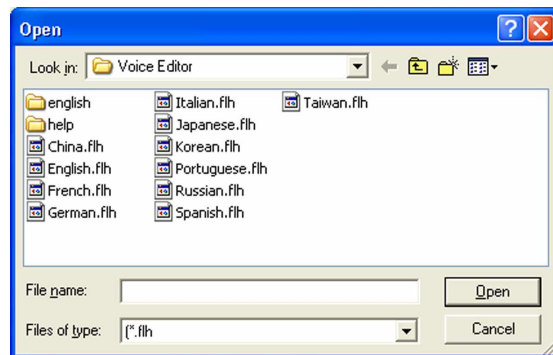 Open
Look in: Voice Editor
english
help
China.flh
English.flh
French.flh
German.flh
Italian.flh
Japanese.flh
Korean.flh
Portuguese.flh
Russian.flh
Spanish.flh
Taiwan.flh
File name:
Open
Files of type: (*.flh
Cancel